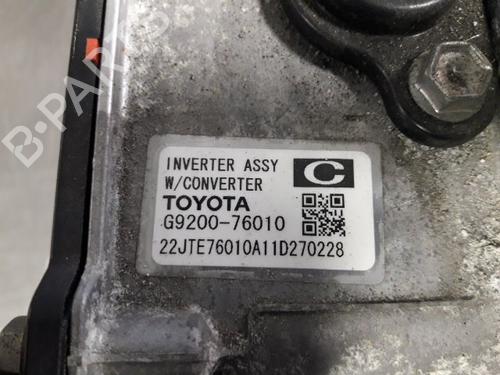 B-PARTS
INVERTER ASSY
W/CONVERTER
C
TOYOTA
G9200-76010
22JTE76010A11D270228